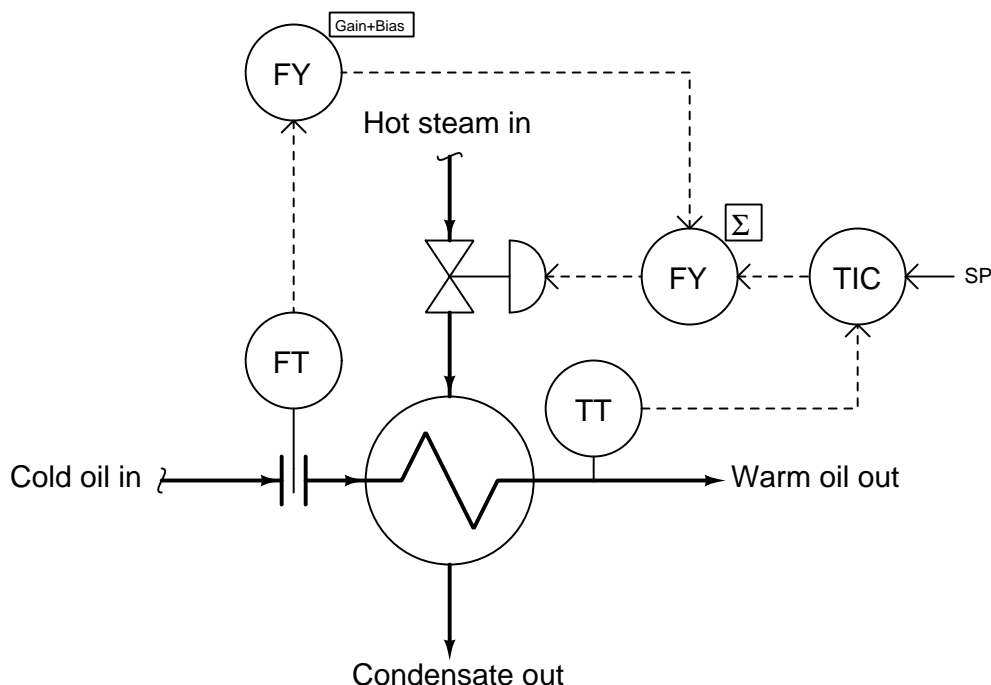 Gain+Bias
FY
Hot steam in
Σ
FY
TIC
SP
FT
TT
Cold oil in
Warm oil out
Condensate out